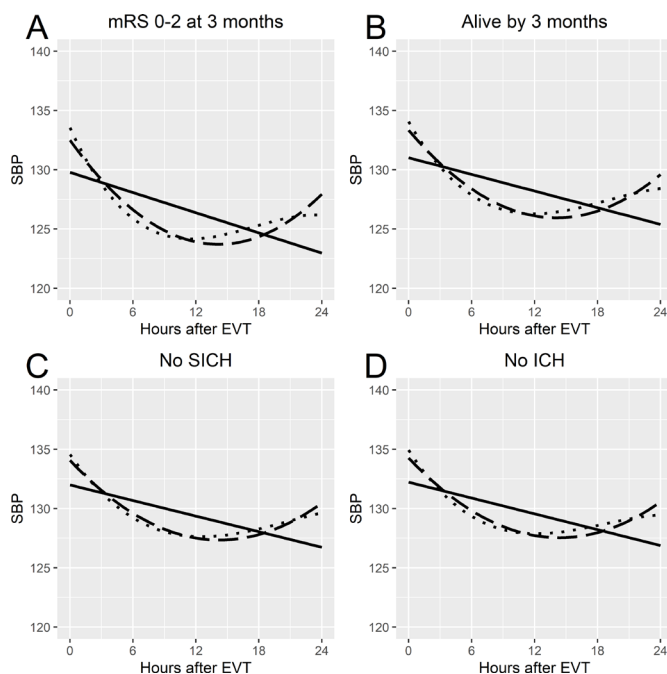 A mRS 0-2 at 3 months
140
135
130
125
120
SBP
0 6 12 18 24
Hours after EVT
B Alive by 3 months
140
135
130
125
120
SBP
0 6 12 18 24
Hours after EVT
C No SICH
140
135
130
125
120
SBP
0 6 12 18 24
Hours after EVT
D No ICH
140
135
130
125
120
SBP
0 6 12 18 24
Hours after EVT